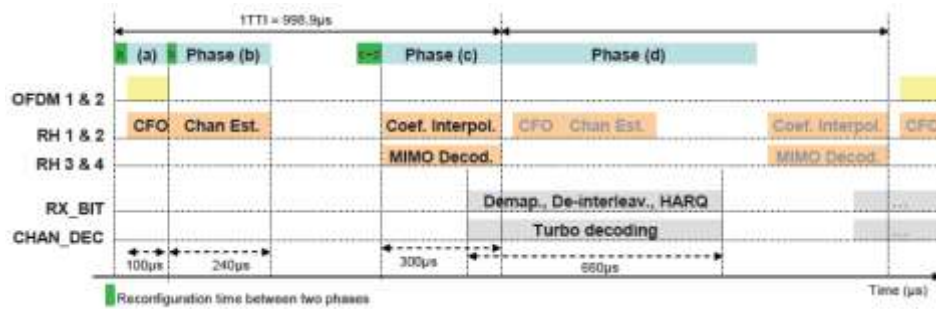 1TTI = 998.9µs
(a) Phase (b) Phase (c) Phase (d)
OFDM 1 & 2
CFO Chan Est. Coef. Interpol. CFO Chan Est. Coef. Interpol. CFO
RH 1 & 2
MIMO Decod. MIMO Decod.
RH 3 & 4
Demap., De-interleav., HARQ ...
RX_BIT
Turbo decoding ...
CHAN_DEC
100µs 240µs 300µs 660µs
Time (µs)
Reconfiguration time between two phases